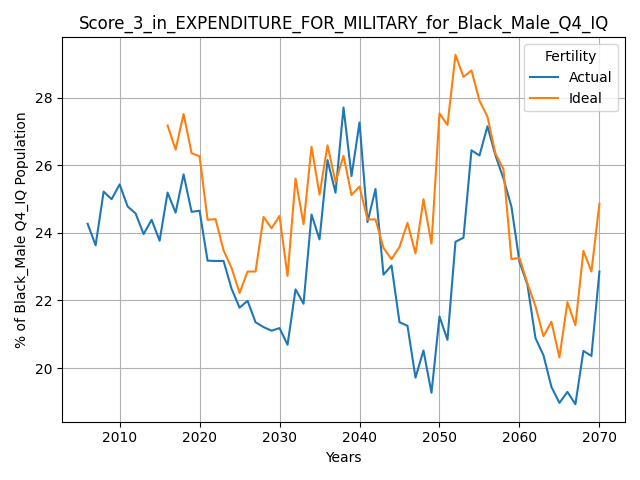 Score_3_in_EXPENDITURE_FOR_MILITARY_for_Black_Male_Q4_IQ
Fertility
Actual
Ideal
% of Black_Male Q4_IQ Population
28
26
24
22
20
2010 2020 2030 2040 2050 2060 2070
Years